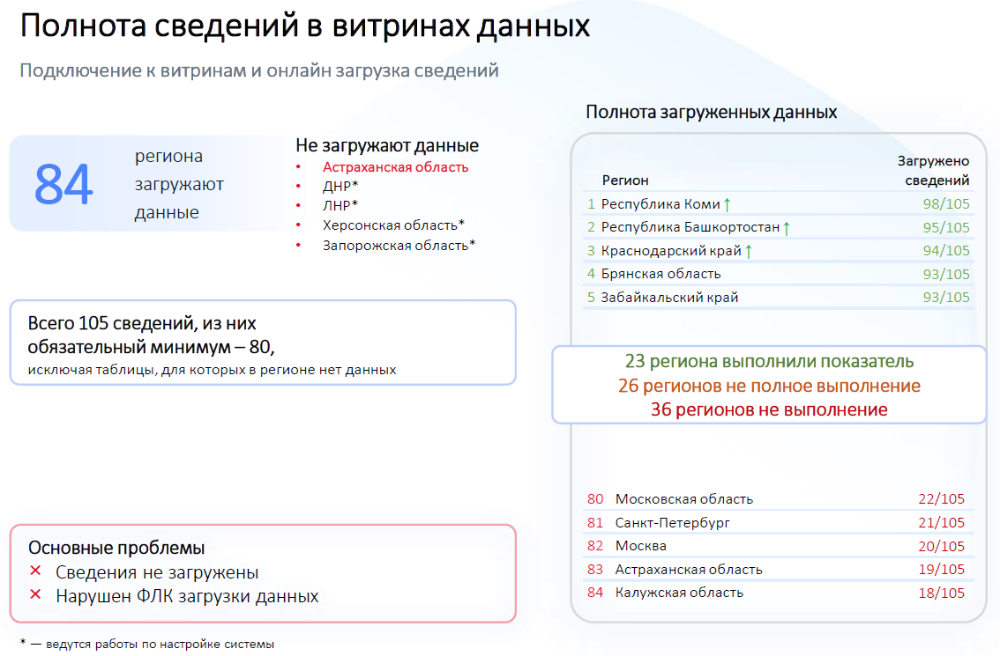 Полнота сведений в витринах данных
Подключение к витринам и онлайн загрузка сведений
84
региона
загружают
данные
Не загружают данные
• Астраханская область
• ДНР*
• ЛНР*
• Херсонская область*
• Запорожская область*
Всего 105 сведений, из них
обязательный минимум – 80,
исключая таблицы, для которых в регионе нет данных
Основные проблемы
✕ Сведения не загружены
✕ Нарушен ФЛК загрузки данных
* — ведутся работы по настройке системы
Полнота загруженных данных
Регион Загружено сведений
1 Республика Коми ↑ 98/105
2 Республика Башкортостан ↑ 95/105
3 Краснодарский край ↑ 94/105
4 Брянская область 93/105
5 Забайкальский край 93/105
23 региона выполнили показатель
26 регионов не полное выполнение
36 регионов не выполнение
80 Московская область 22/105
81 Санкт-Петербург 21/105
82 Москва 20/105
83 Астраханская область 19/105
84 Калужская область 18/105